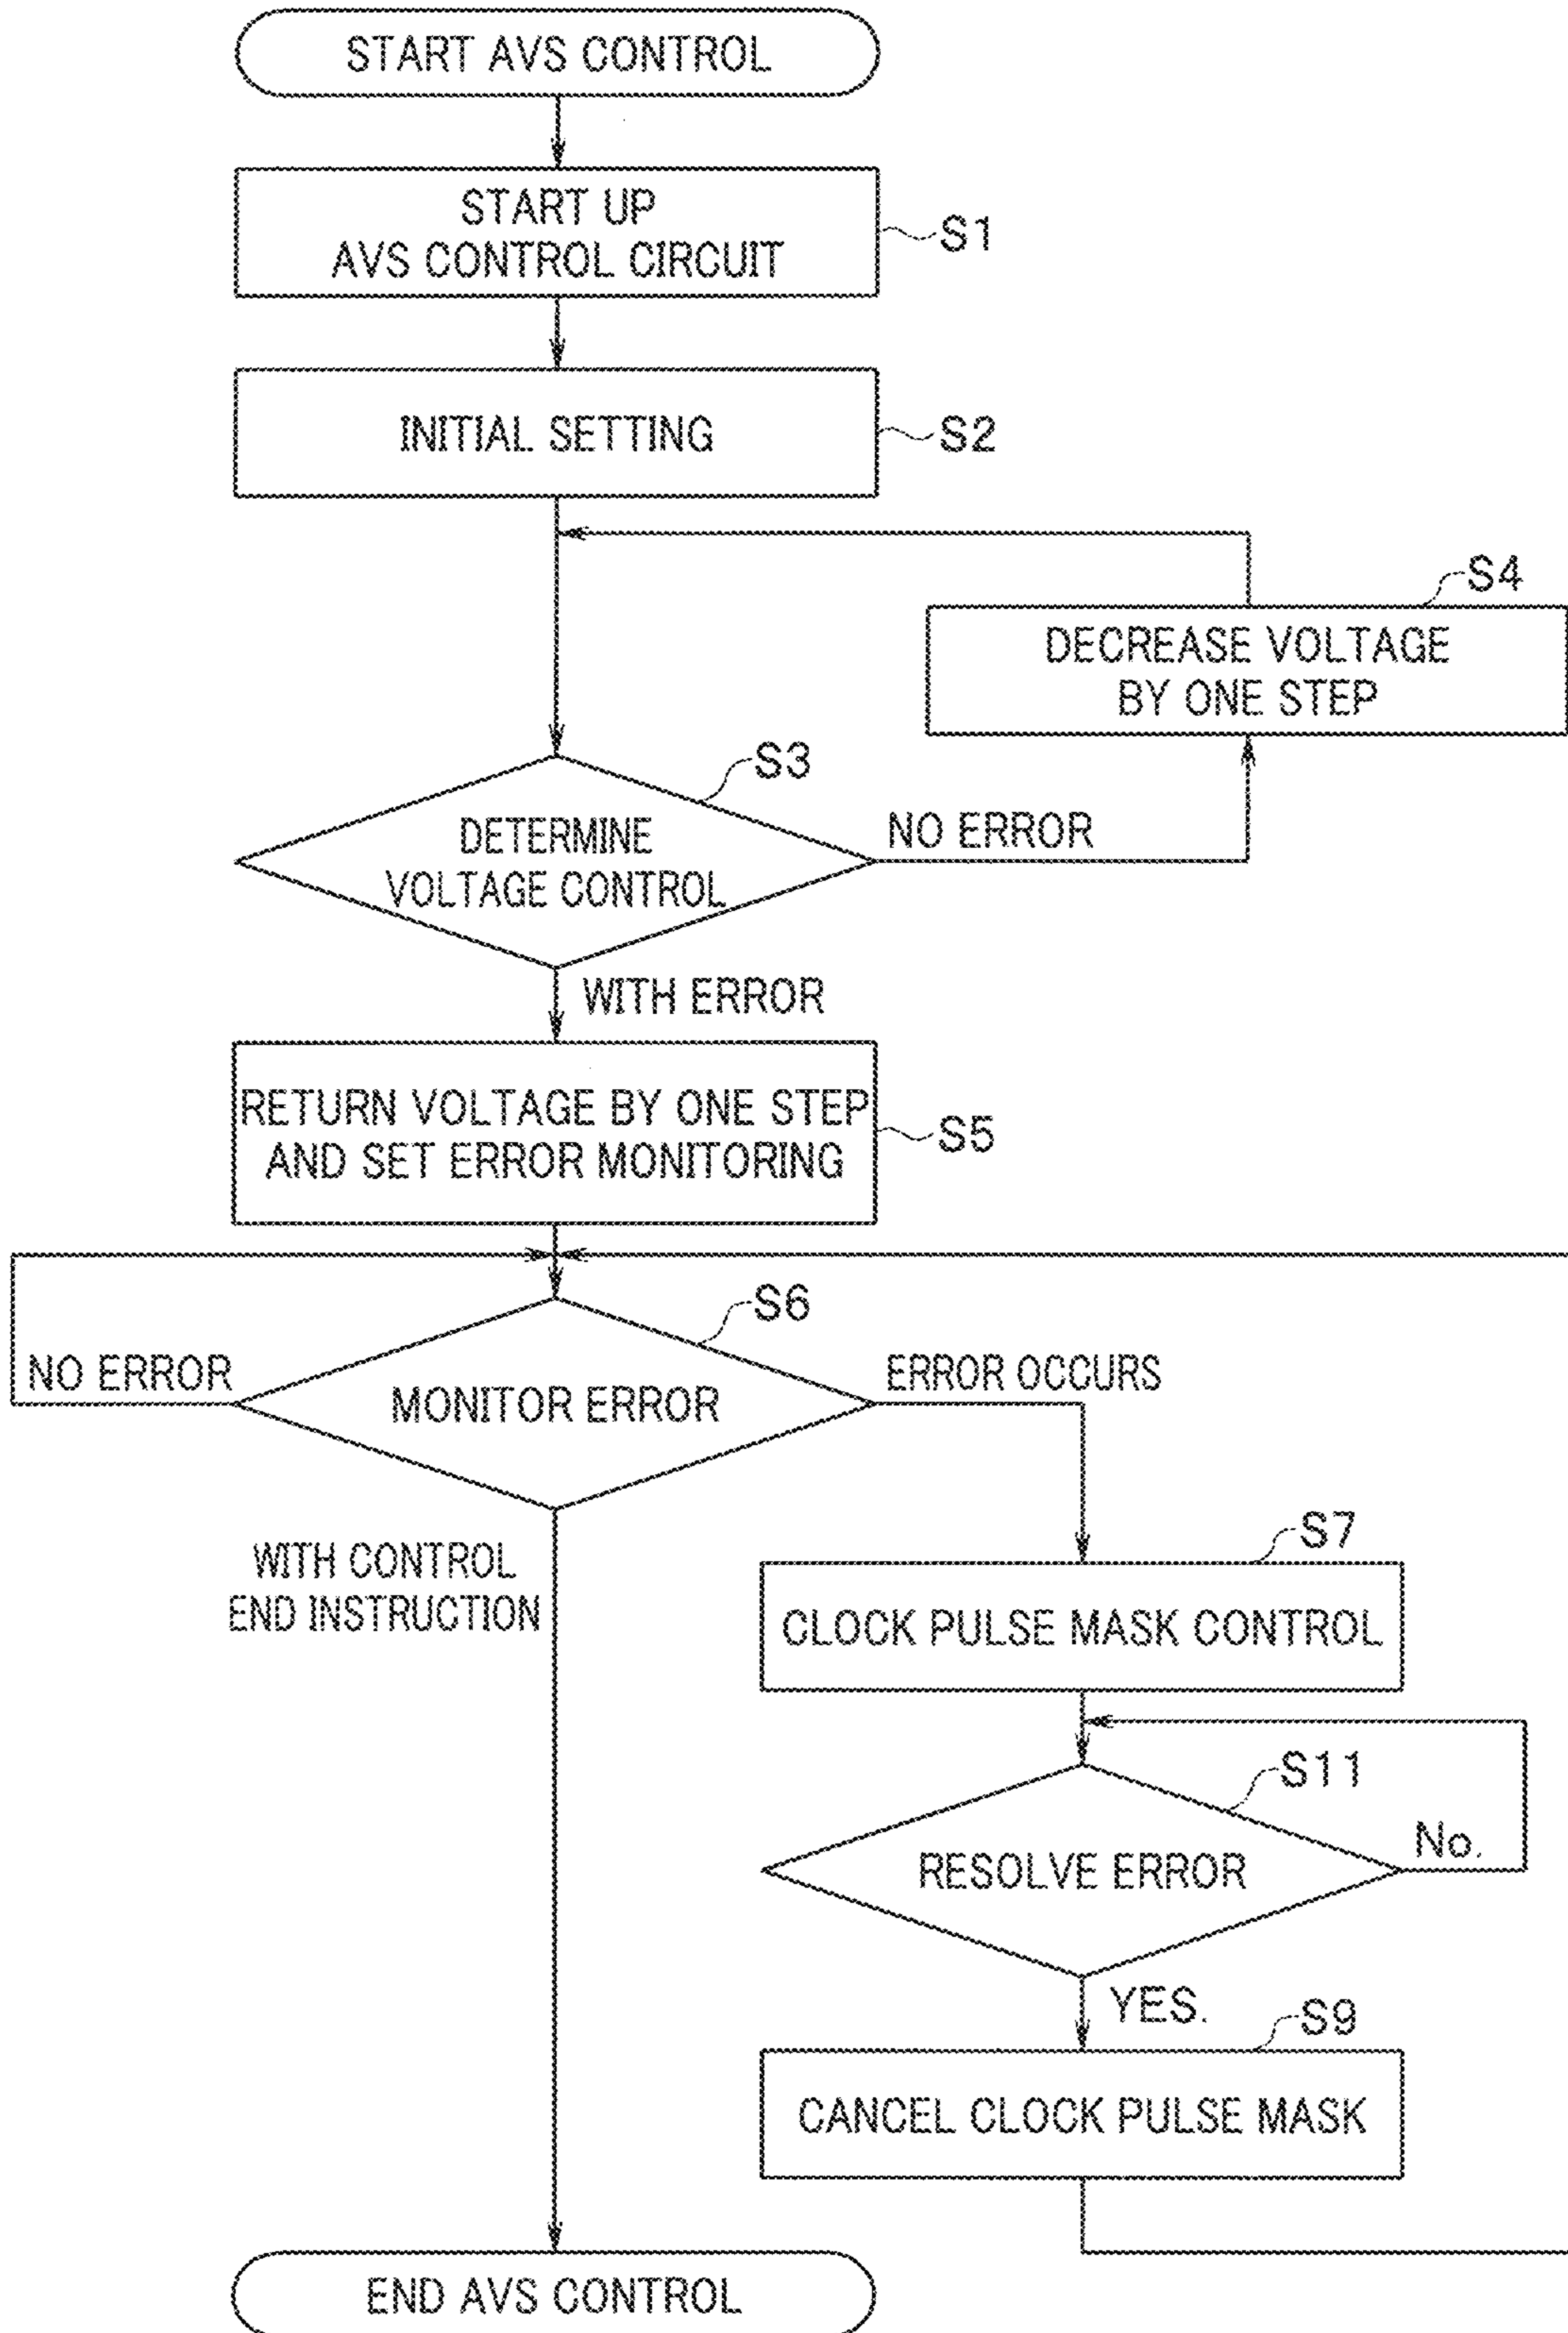 START AVS CONTROL
START UP
AVS CONTROL CIRCUIT
S1
INITIAL SETTING
S2
S4
DECREASE VOLTAGE
BY ONE STEP
S3
DETERMINE
VOLTAGE CONTROL
NO ERROR
WITH ERROR
RETURN VOLTAGE BY ONE STEP
AND SET ERROR MONITORING
S5
S6
NO ERROR
MONITOR ERROR
ERROR OCCURS
WITH CONTROL
END INSTRUCTION
S7
CLOCK PULSE MASK CONTROL
S11
RESOLVE ERROR
No.
YES.
S9
CANCEL CLOCK PULSE MASK
END AVS CONTROL